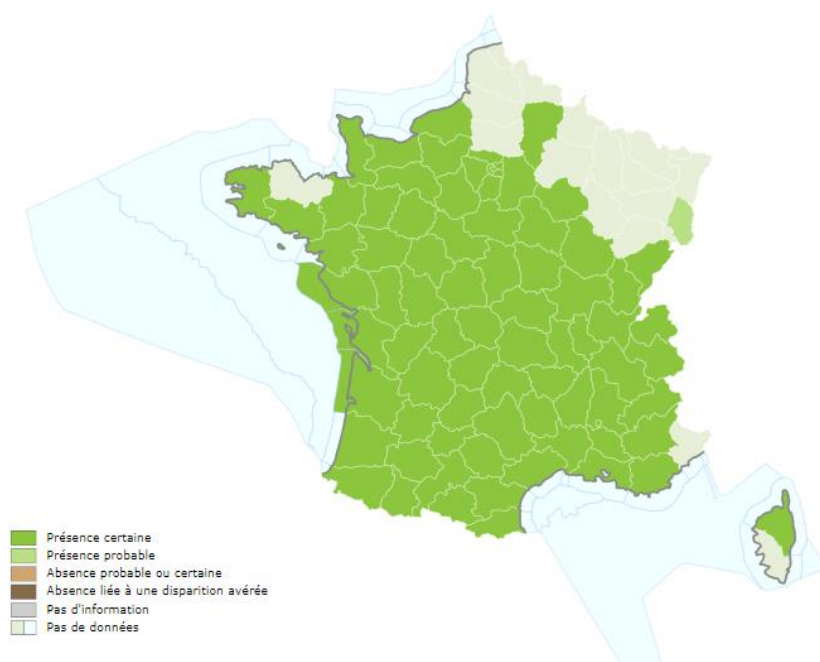 Présence certaine
Présence probable
Absence probable ou certaine
Absence liée à une disparition avérée
Pas d'information
Pas de données